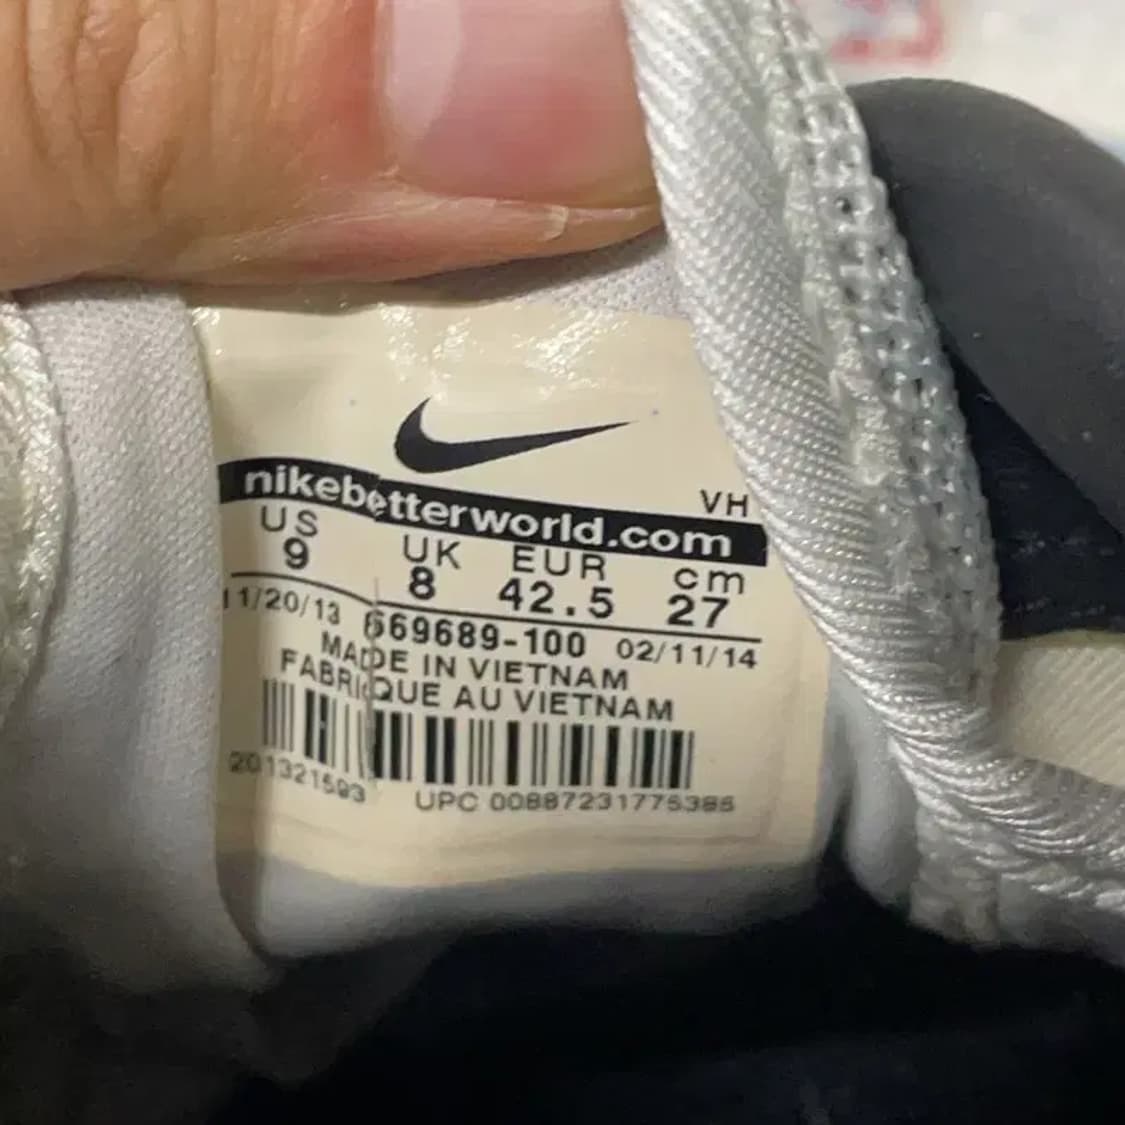 nikebetterworld.com
VH
US UK EUR cm
9 8 42.5 27
11/20/13 669689-100 02/11/14
MADE IN VIETNAM
FABRIQUE AU VIETNAM
201321593 UPC 00887231775386